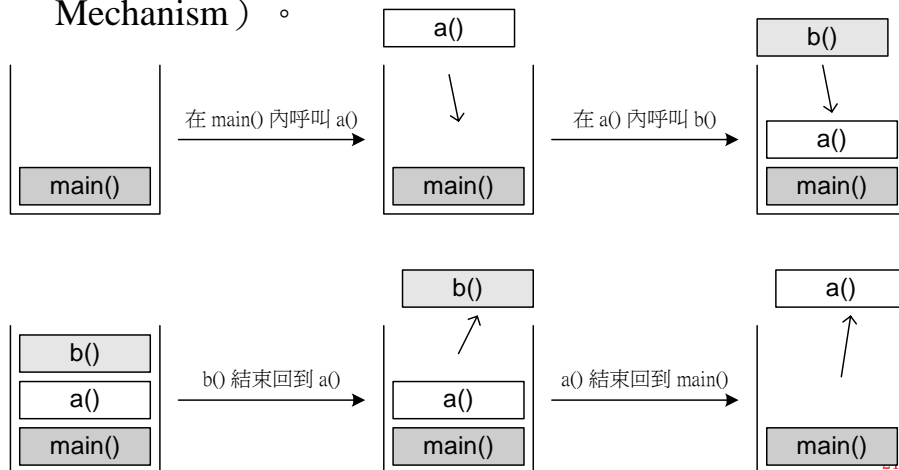 Mechanism）。
a()
b()
在 main() 內呼叫 a()
在 a() 內呼叫 b()
a()
main()
main()
main()
b()
a()
b()
b() 結束回到 a()
a() 結束回到 main()
a()
a()
main()
main()
main()